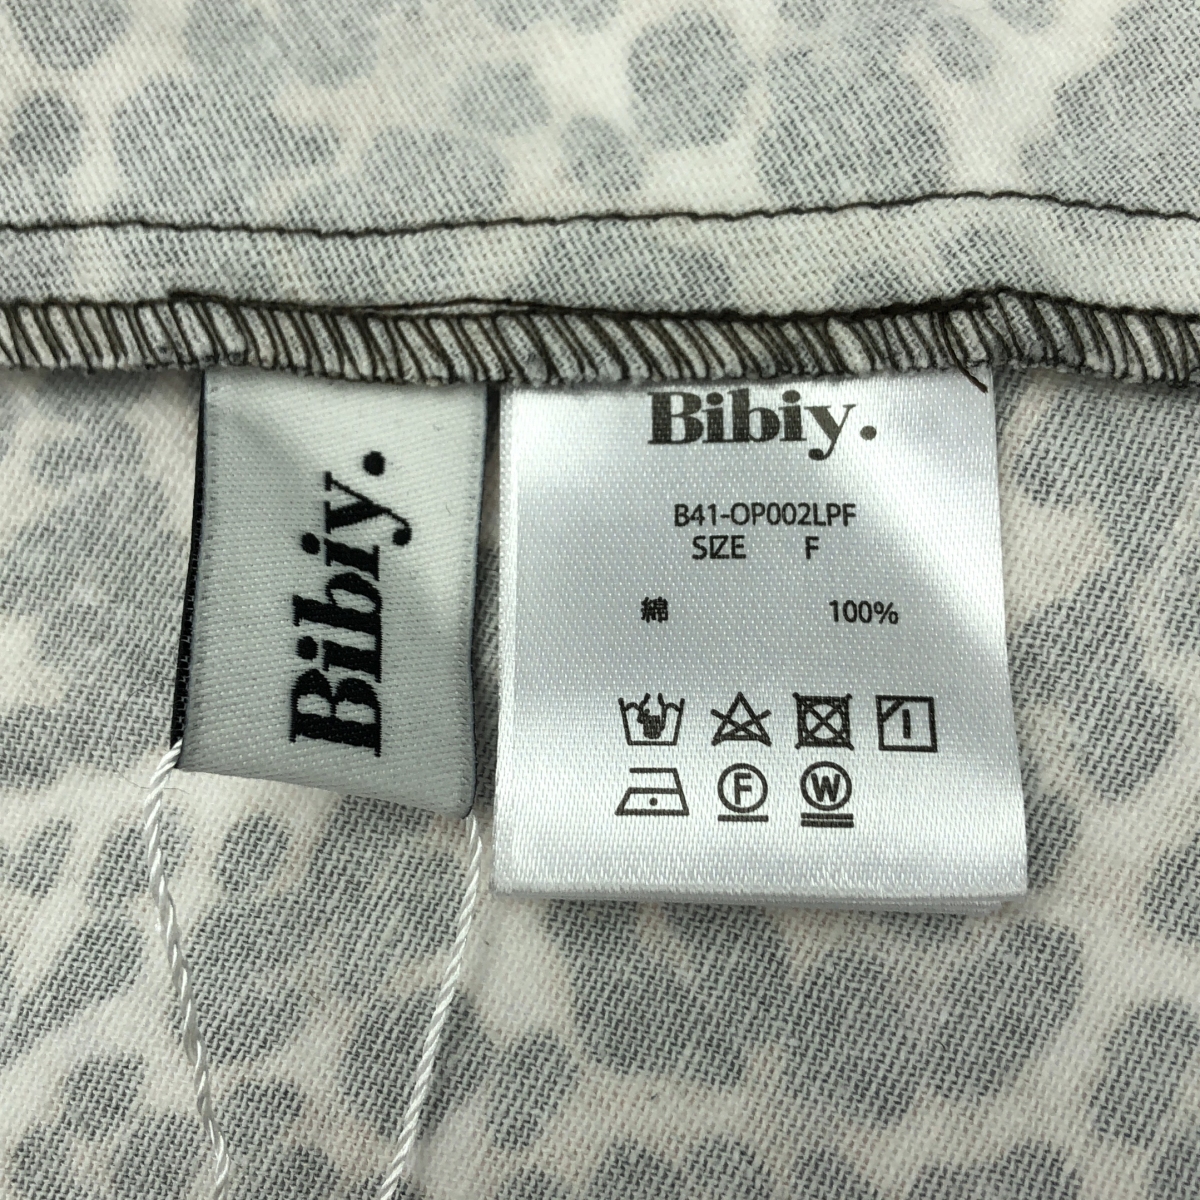 Bibiy.
Bibiy.
B41-OP002LPF
SIZE F
綿 100%
F W